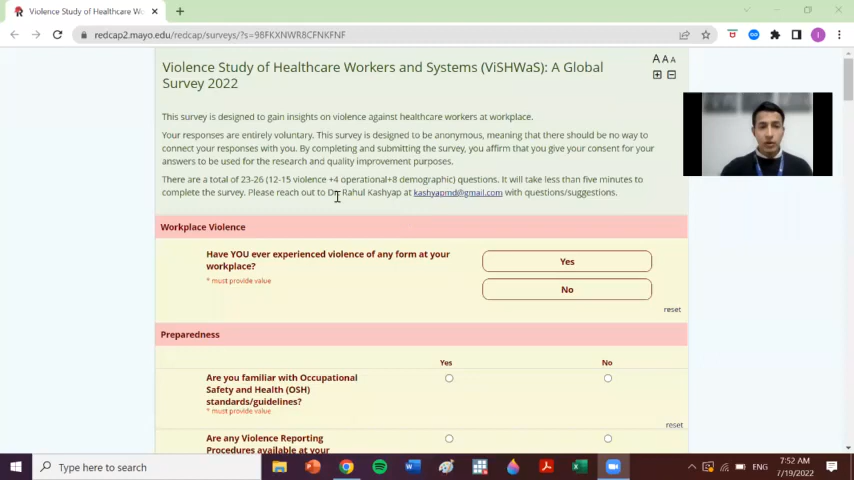 Violence Study of Healthcare Wo
redcap2.mayo.edu/redcap/surveys/?s=98FKXNWR8CFNKFNF
A A A
Violence Study of Healthcare Workers and Systems (ViSHWaS): A Global
Survey 2022
This survey is designed to gain insights on violence against healthcare workers at workplace.
Your responses are entirely voluntary. This survey is designed to be anonymous, meaning that there should be no way to
connect your responses with you. By completing and submitting the survey, you affirm that you give your consent for your
answers to be used for the research and quality improvement purposes.
There are a total of 23-26 (12-15 violence +4 operational+8 demographic) questions. It will take less than five minutes to
complete the survey. Please reach out to Dr. Rahul Kashyap at kashyapmd@gmail.com with questions/suggestions.
Workplace Violence
Have YOU ever experienced violence of any form at your
workplace?
* must provide value
Yes
No
reset
Preparedness
Yes No
Are you familiar with Occupational
Safety and Health (OSH)
standards/guidelines?
* must provide value
reset
Are any Violence Reporting
Procedures available at your
Type here to search
ENG
7:52 AM
7/19/2022